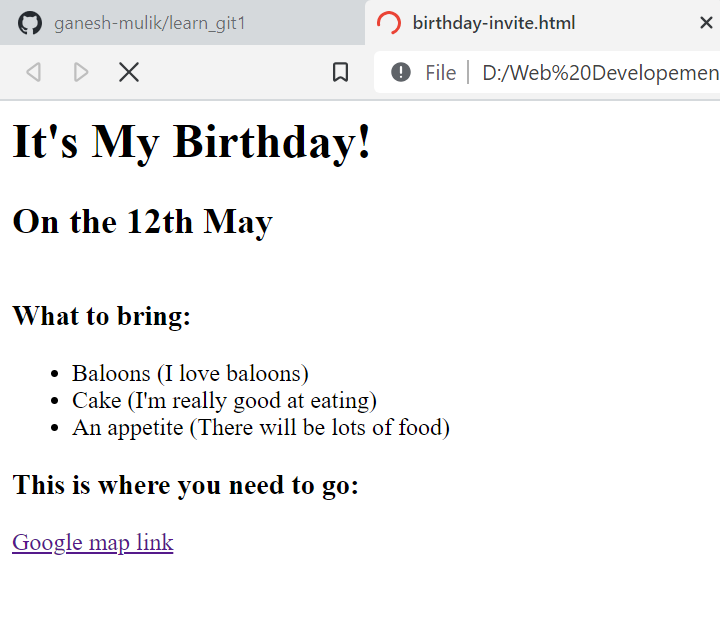 ganesh-mulik/learn_git1
birthday-invite.html
File
D:/Web%20Developemen
It's My Birthday!
On the 12th May
What to bring:
Baloons (I love baloons)
Cake (I'm really good at eating)
An appetite (There will be lots of food)
This is where you need to go:
Google map link